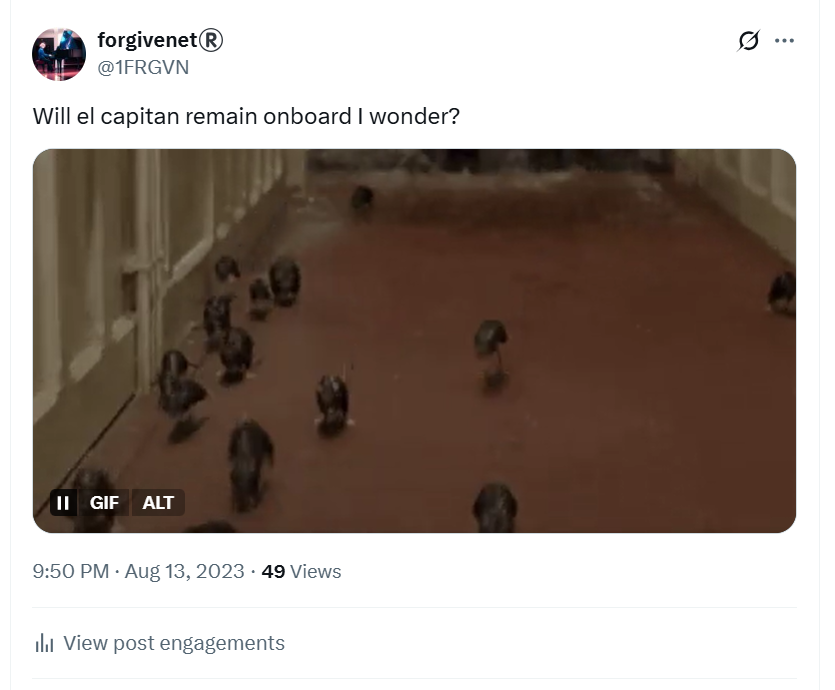 forgivenet®
@1FRGVN
Will el capitan remain onboard I wonder?
GIF ALT
9:50 PM · Aug 13, 2023 · 49 Views
View post engagements